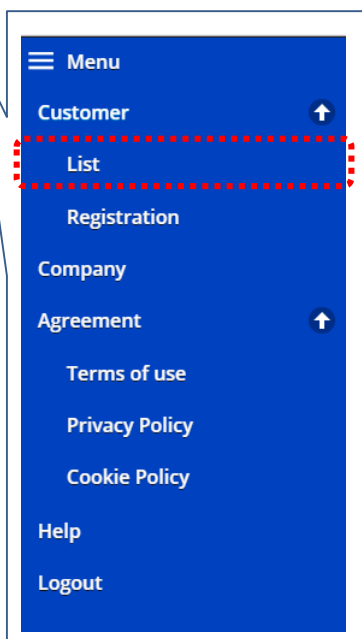 Menu
Customer
List
Registration
Company
Agreement
Terms of use
Privacy Policy
Cookie Policy
Help
Logout